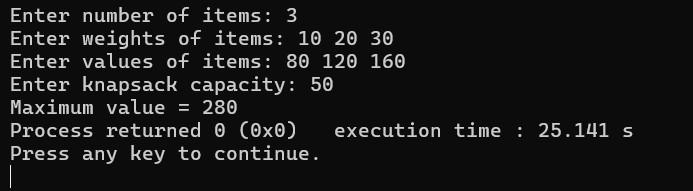 Enter number of items: 3
Enter weights of items: 10 20 30
Enter values of items: 80 120 160
Enter knapsack capacity: 50
Maximum value = 280
Process returned 0 (0x0)   execution time : 25.141 s
Press any key to continue.